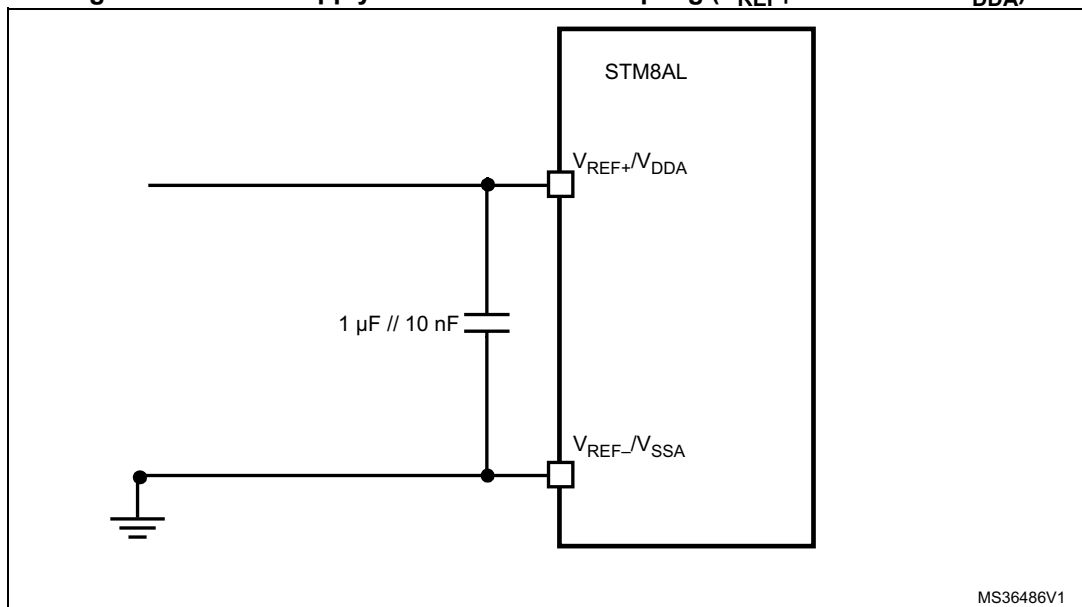 STM8AL
VREF+/VDDA
1 µF // 10 nF
VREF–/VSSA
MS36486V1